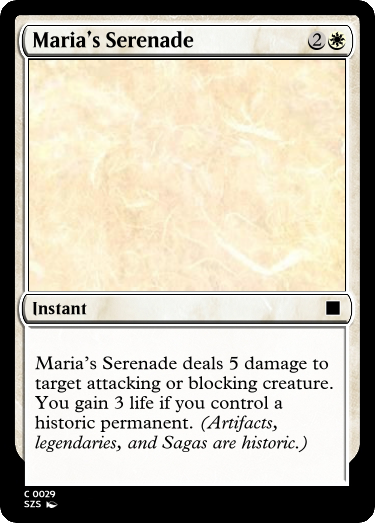 Maria's Serenade 2
Instant
Maria's Serenade deals 5 damage to
target attacking or blocking creature.
You gain 3 life if you control a
historic permanent. (Artifacts,
legendaries, and Sagas are historic.)
C 0029
SZS